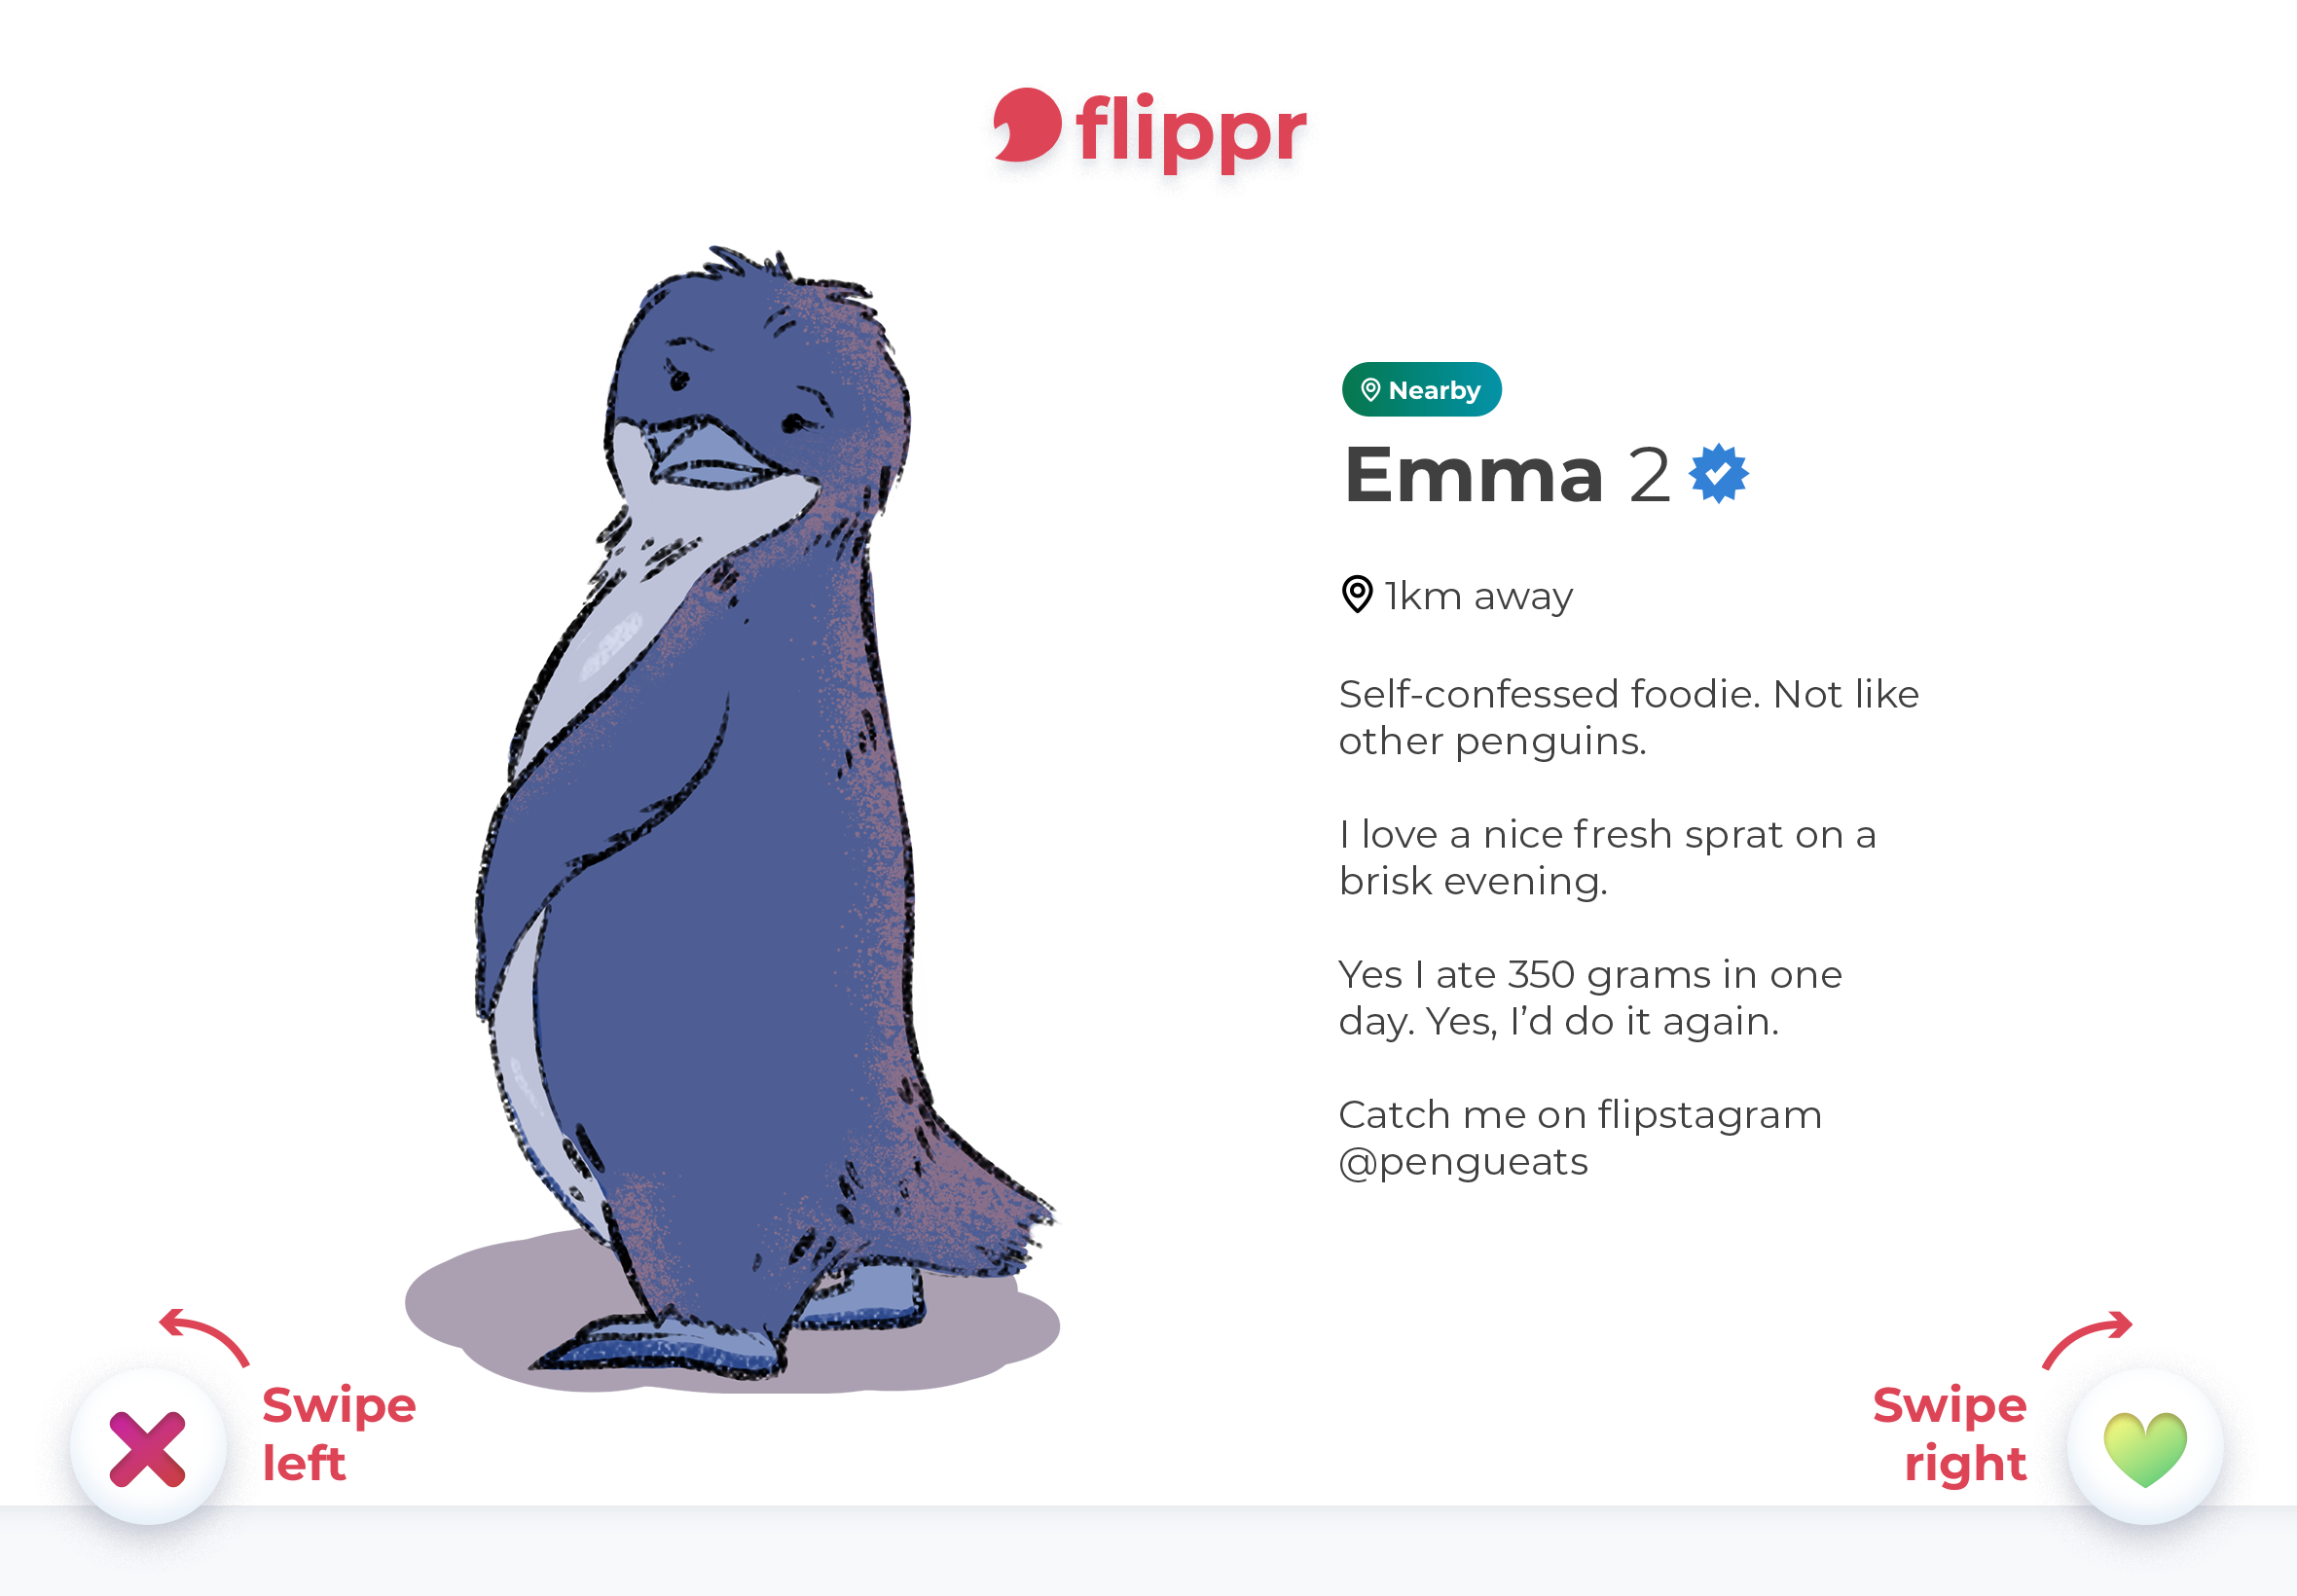 flippr
Nearby
Emma 2
1km away
Self-confessed foodie. Not like
other penguins.
I love a nice fresh sprat on a
brisk evening.
Yes I ate 350 grams in one
day. Yes, I’d do it again.
Catch me on flipstagram
@pengueats
Swipe
left
Swipe
right